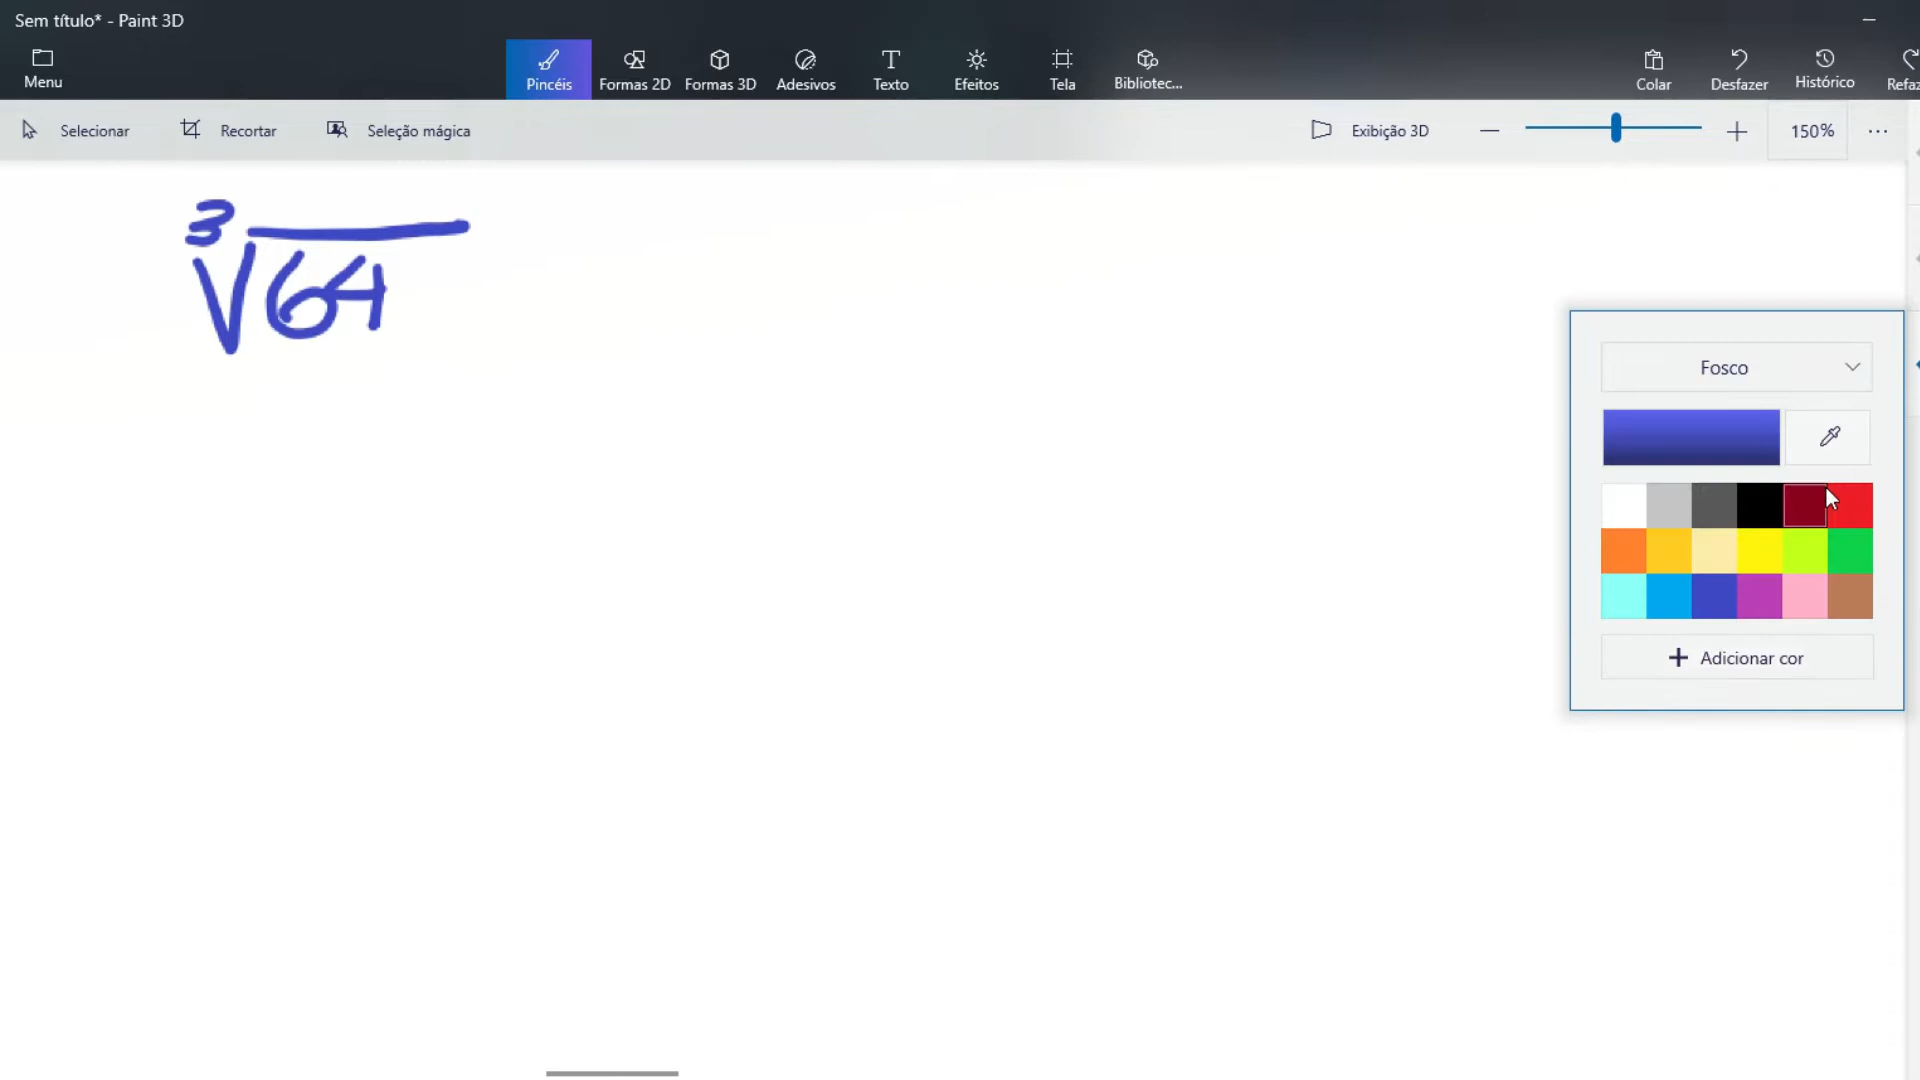 Sem título* - Paint 3D
Menu
Pincéis
Formas 2D
Formas 3D
Adesivos
Texto
Efeitos
Tela
Bibliotec...
Colar
Desfazer
Histórico
Refaz
Selecionar
Recortar
Seleção mágica
Exibição 3D
150%
∛64
Fosco
Adicionar cor